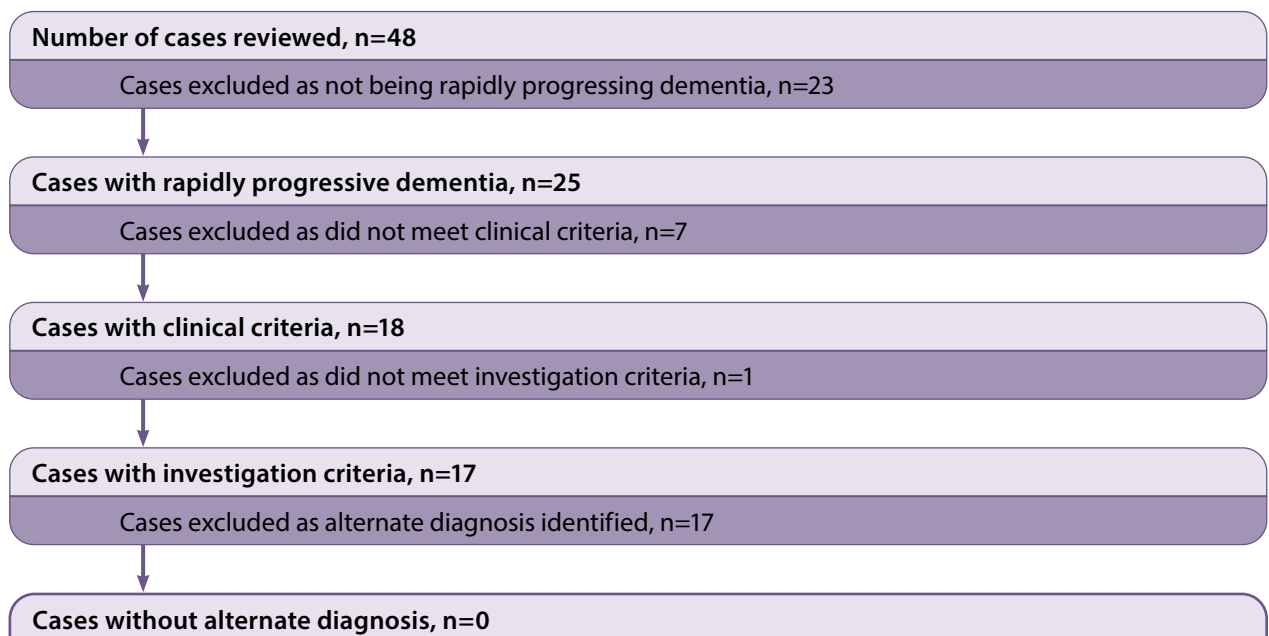 Number of cases reviewed, n=48
Cases excluded as not being rapidly progressing dementia, n=23
Cases with rapidly progressive dementia, n=25
Cases excluded as did not meet clinical criteria, n=7
Cases with clinical criteria, n=18
Cases excluded as did not meet investigation criteria, n=1
Cases with investigation criteria, n=17
Cases excluded as alternate diagnosis identified, n=17
Cases without alternate diagnosis, n=0